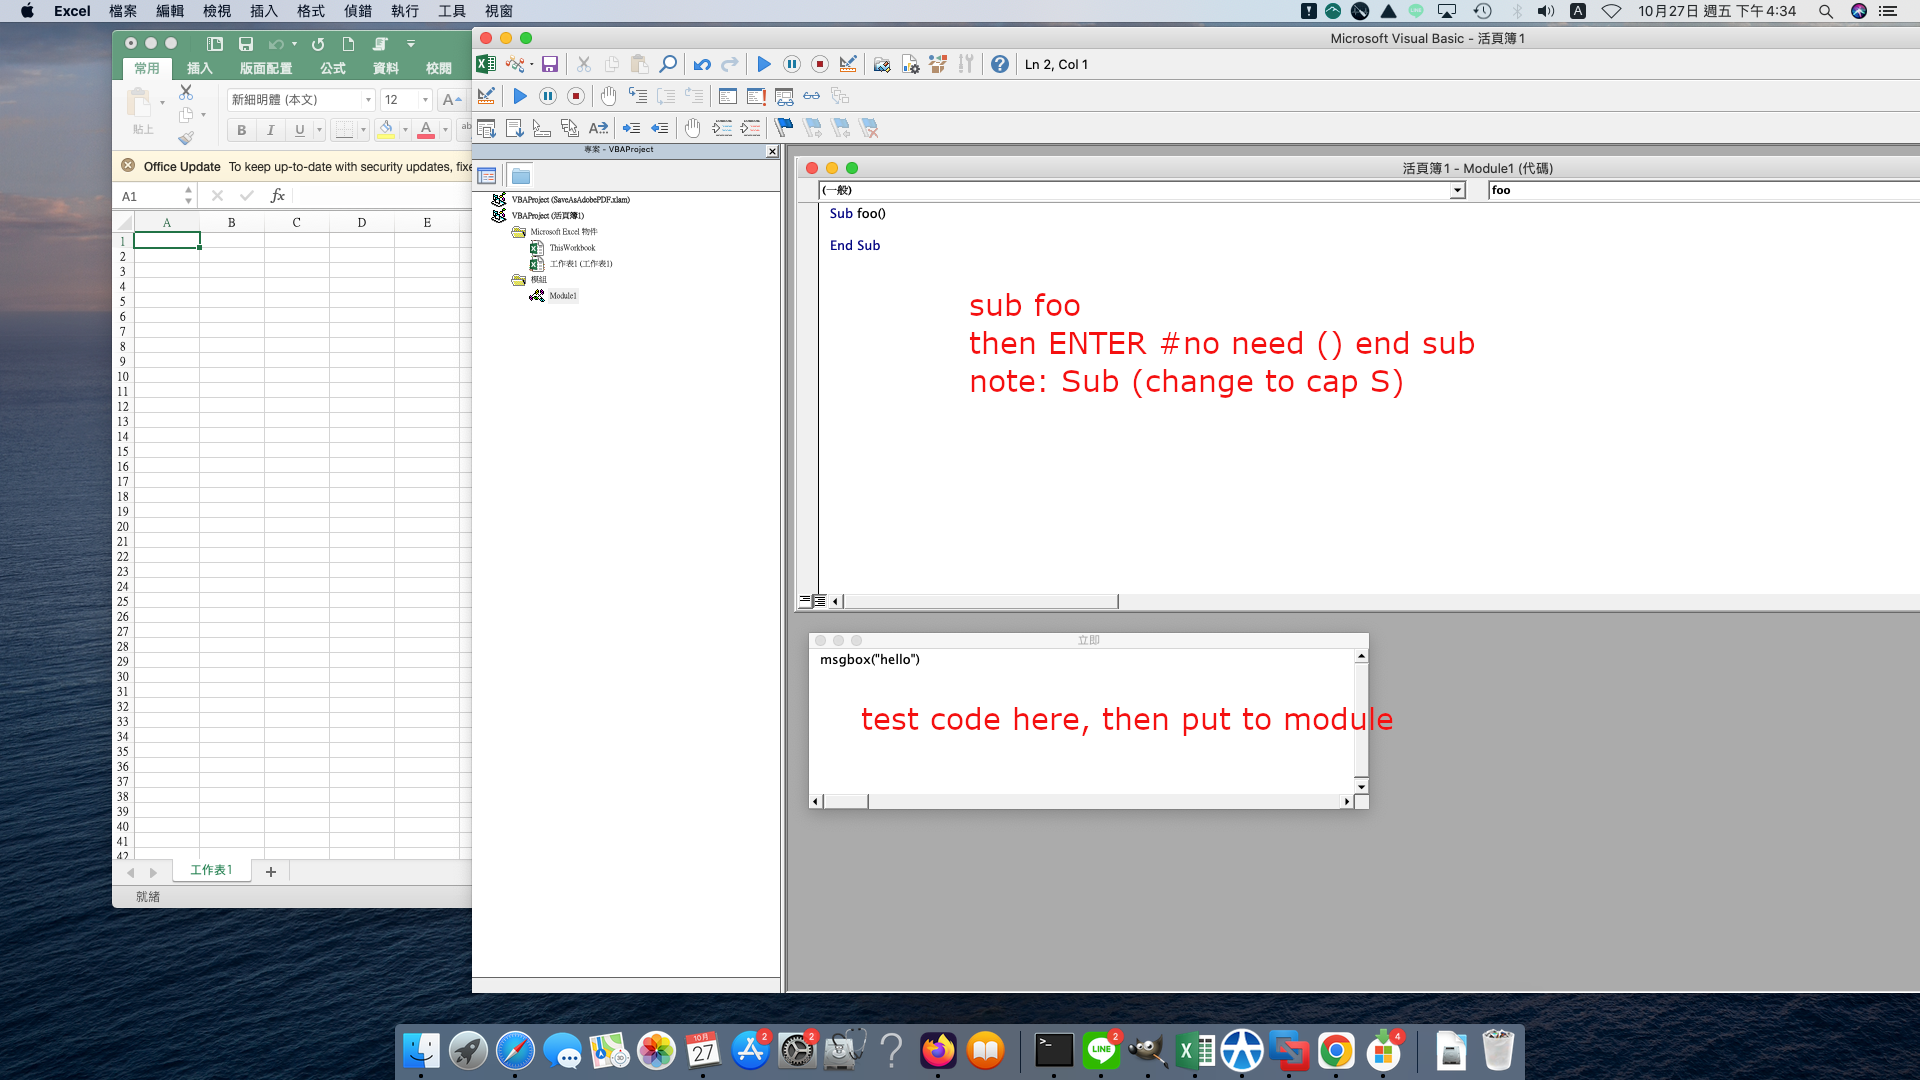 Excel 檔案 編輯 檢視 插入 格式 偵錯 執行 工具 視窗
A 10月27日 週五 下午4:34
Microsoft Visual Basic - 活頁簿1
常用 插入 版面配置 公式 資料 校閱
Ln 2, Col 1
貼上
新細明體 (本文) 12
B I U A
Office Update To keep up-to-date with security updates, fixe
專案 - VBAProject
A1 fx
A B C D E
1
2
3
4
5
6
7
8
9
10
11
12
13
14
15
16
17
18
19
20
21
22
23
24
25
26
27
28
29
30
31
32
33
34
35
36
37
38
39
40
41
42
工作表1 +
就緒
VBAProject (SaveAsAdobePDF.xlam)
VBAProject (活頁簿1)
Microsoft Excel 物件
ThisWorkbook
工作表1 (工作表1)
模組
Module1
活頁簿1 - Module1 (代碼)
(一般) foo
Sub foo()
End Sub
sub foo
then ENTER #no need () end sub
note: Sub (change to cap S)
立即
msgbox("hello")
test code here, then put to module
10月
27
2
2
LINE
2
4